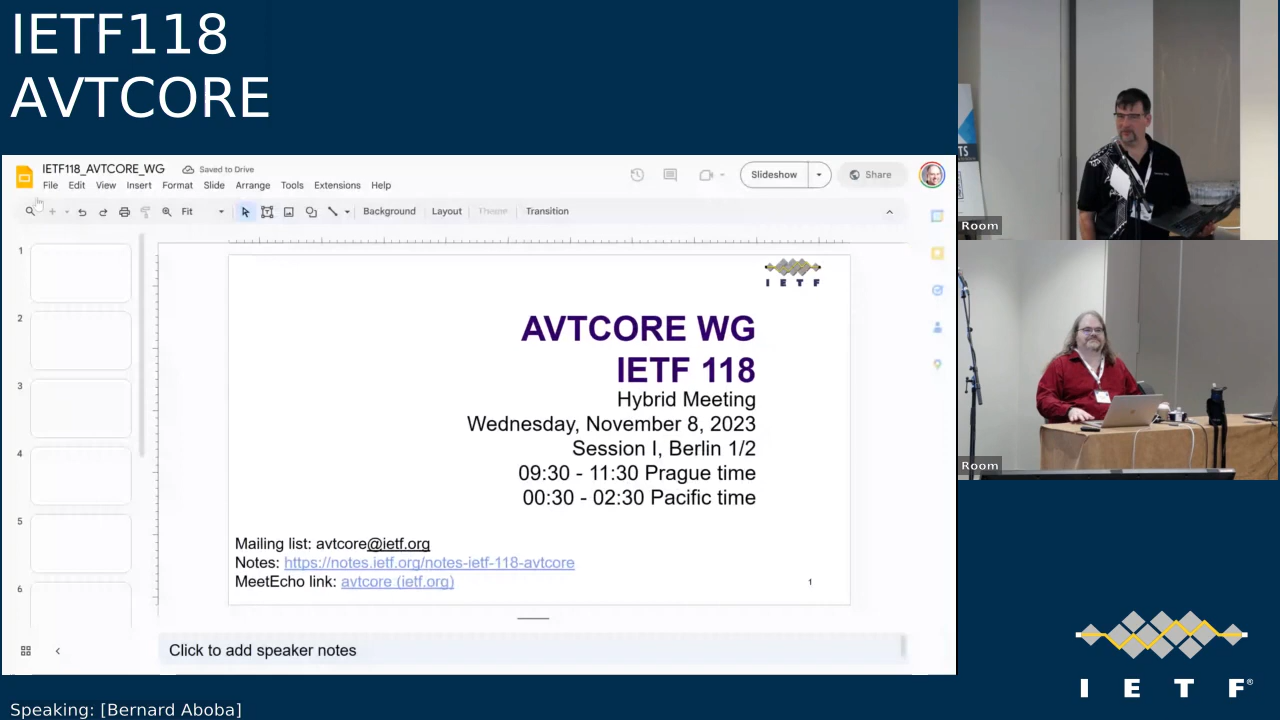 IETF118
AVTCORE
IETF118_AVTCORE_WG
Saved to Drive
File Edit View Insert Format Slide Arrange Tools Extensions Help
Slideshow
Share
Fit
Background
Layout
Theme
Transition
1
2
3
4
5
6
I E T F
AVTCORE WG
IETF 118
Hybrid Meeting
Wednesday, November 8, 2023
Session I, Berlin 1/2
09:30 - 11:30 Prague time
00:30 - 02:30 Pacific time
Mailing list: avtcore@ietf.org
Notes: https://notes.ietf.org/notes-ietf-118-avtcore
MeetEcho link: avtcore (ietf.org)
1
Click to add speaker notes
Room
Room
I E T F®
Speaking: [Bernard Aboba]